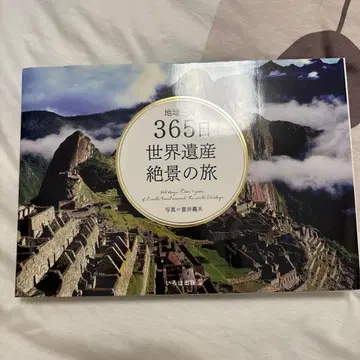 地球
365日
世界遺産
絶景の旅
写真=富井義夫
いろは出版